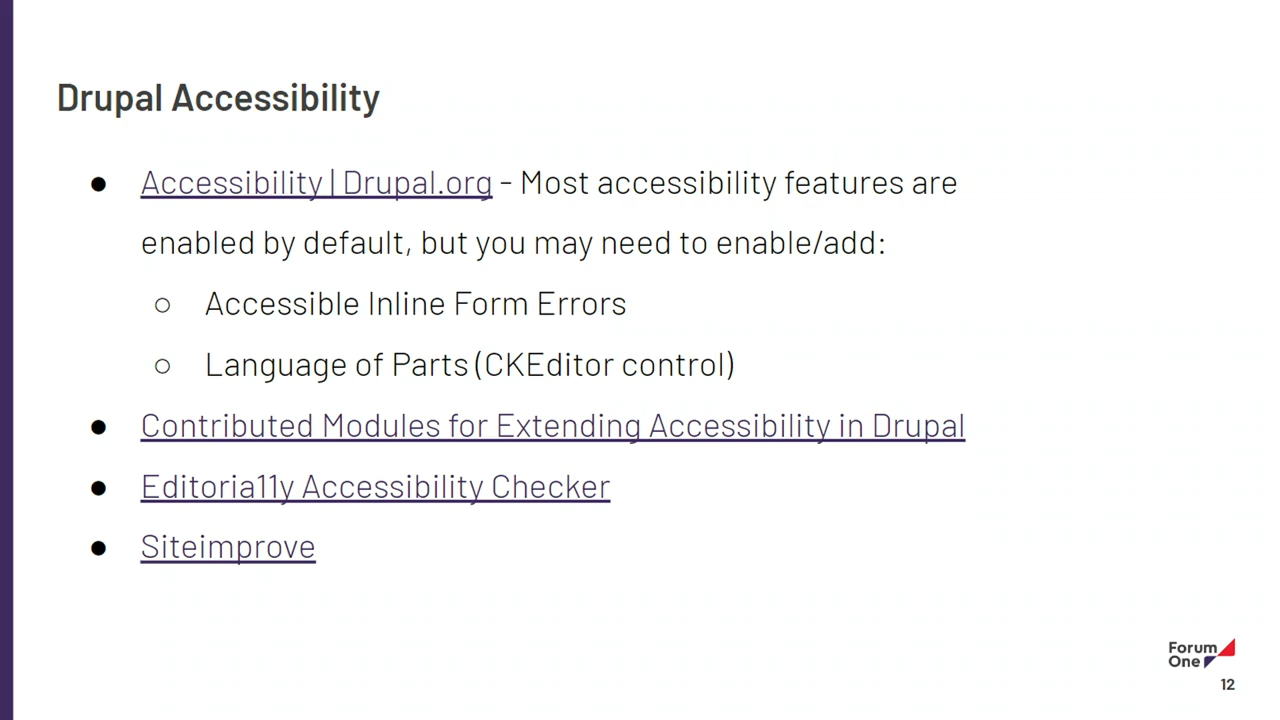 Drupal Accessibility
● Accessibility | Drupal.org - Most accessibility features are
enabled by default, but you may need to enable/add:
○ Accessible Inline Form Errors
○ Language of Parts (CKEditor control)
● Contributed Modules for Extending Accessibility in Drupal
● Editoria11y Accessibility Checker
● Siteimprove
Forum
One
12